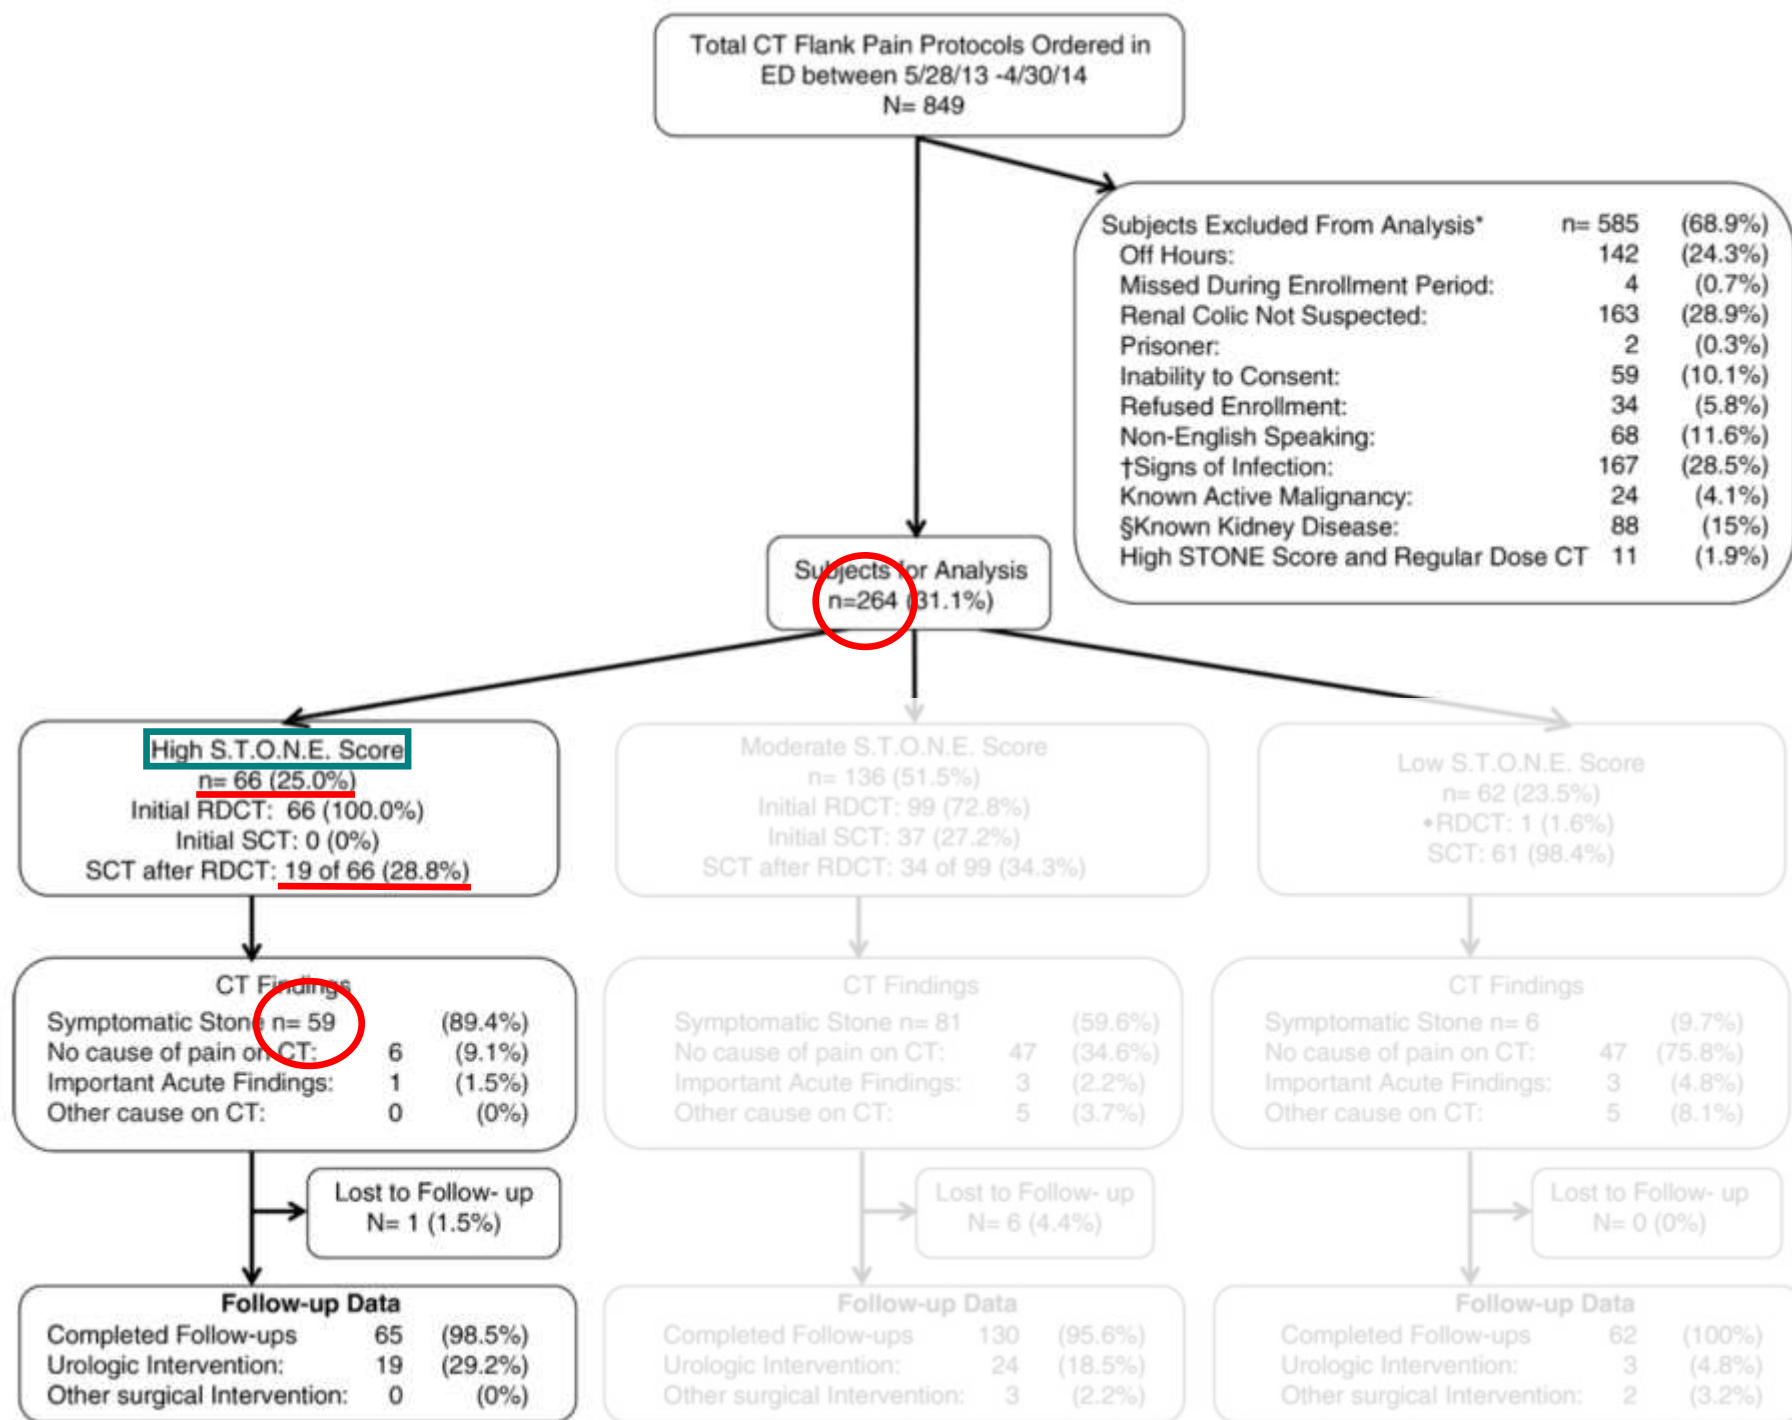 Total CT Flank Pain Protocols Ordered in
ED between 5/28/13 -4/30/14
N= 849
Subjects Excluded From Analysis* n= 585 (68.9%)
Off Hours: 142 (24.3%)
Missed During Enrollment Period: 4 (0.7%)
Renal Colic Not Suspected: 163 (28.9%)
Prisoner: 2 (0.3%)
Inability to Consent: 59 (10.1%)
Refused Enrollment: 34 (5.8%)
Non-English Speaking: 68 (11.6%)
†Signs of Infection: 167 (28.5%)
Known Active Malignancy: 24 (4.1%)
§Known Kidney Disease: 88 (15%)
High STONE Score and Regular Dose CT 11 (1.9%)
Subjects for Analysis
n=264 (31.1%)
High S.T.O.N.E. Score
n= 66 (25.0%)
Initial RDCT: 66 (100.0%)
Initial SCT: 0 (0%)
SCT after RDCT: 19 of 66 (28.8%)
CT Findings
Symptomatic Stone n= 59 (89.4%)
No cause of pain on CT: 6 (9.1%)
Important Acute Findings: 1 (1.5%)
Other cause on CT: 0 (0%)
Lost to Follow- up
N= 1 (1.5%)
Follow-up Data
Completed Follow-ups 65 (98.5%)
Urologic Intervention: 19 (29.2%)
Other surgical Intervention: 0 (0%)
Moderate S.T.O.N.E. Score
n= 136 (51.5%)
Initial RDCT: 99 (72.8%)
Initial SCT: 37 (27.2%)
SCT after RDCT: 34 of 99 (34.3%)
CT Findings
Symptomatic Stone n= 81 (59.6%)
No cause of pain on CT: 47 (34.6%)
Important Acute Findings: 3 (2.2%)
Other cause on CT: 5 (3.7%)
Lost to Follow- up
N= 6 (4.4%)
Follow-up Data
Completed Follow-ups 130 (95.6%)
Urologic Intervention: 24 (18.5%)
Other surgical Intervention: 3 (2.2%)
Low S.T.O.N.E. Score
n= 62 (23.5%)
•RDCT: 1 (1.6%)
SCT: 61 (98.4%)
CT Findings
Symptomatic Stone n= 6 (9.7%)
No cause of pain on CT: 47 (75.8%)
Important Acute Findings: 3 (4.8%)
Other cause on CT: 5 (8.1%)
Lost to Follow- up
N= 0 (0%)
Follow-up Data
Completed Follow-ups 62 (100%)
Urologic Intervention: 3 (4.8%)
Other surgical Intervention: 2 (3.2%)